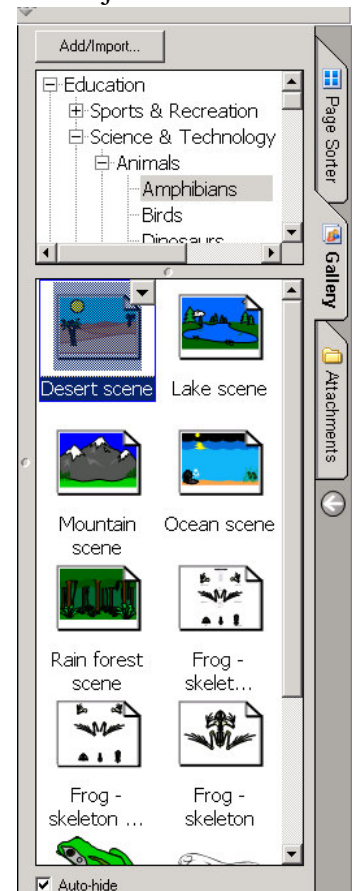 Add/Import...
Education
Sports & Recreation
Science & Technology
Animals
Amphibians
Birds
Dinosaurs
Page Sorter
Gallery
Attachments
Desert scene
Lake scene
Mountain
scene
Ocean scene
Rain forest
scene
Frog -
skelet...
Frog -
skeleton ...
Frog -
skeleton
Auto-hide